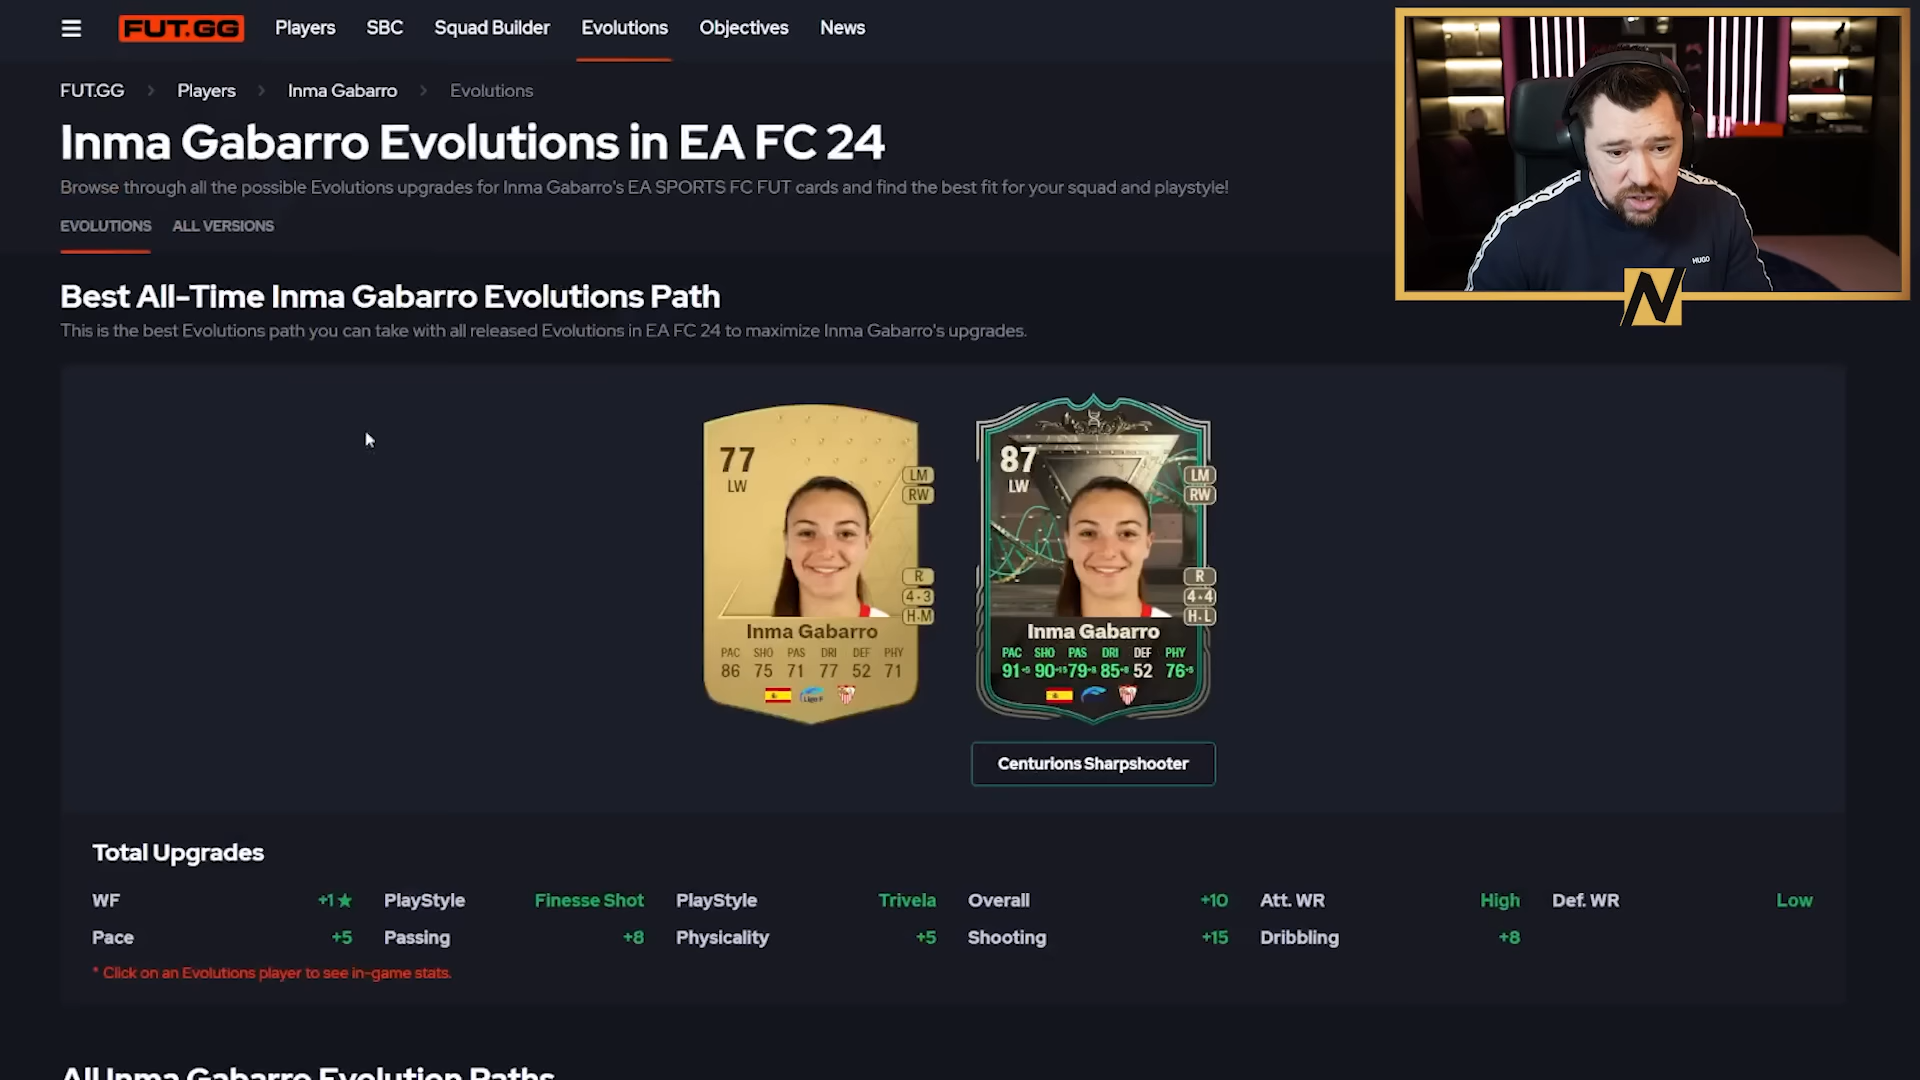 FUT.GG Players SBC Squad Builder Evolutions Objectives News
FUT.GG > Players > Inma Gabarro > Evolutions
Inma Gabarro Evolutions in EA FC 24
Browse through all the possible Evolutions upgrades for Inma Gabarro's EA SPORTS FC FUT cards and find the best fit for your squad and playstyle!
EVOLUTIONS ALL VERSIONS
HUGO
N
Best All-Time Inma Gabarro Evolutions Path
This is the best Evolutions path you can take with all released Evolutions in EA FC 24 to maximize Inma Gabarro's upgrades.
77
LW
LM
RW
R
4-3
H-M
Inma Gabarro
PAC SHO PAS DRI DEF PHY
86 75 71 77 52 71
87
LW
LM
RW
R
4-4
H-L
Inma Gabarro
PAC SHO PAS DRI DEF PHY
91+5 90+15 79+8 85+8 52 76+5
Centurions Sharpshooter
Total Upgrades
WF +1★ PlayStyle Finesse Shot PlayStyle Trivela Overall +10 Att. WR High Def. WR Low
Pace +5 Passing +8 Physicality +5 Shooting +15 Dribbling +8
* Click on an Evolutions player to see in-game stats.
All Inma Gabarro Evolution Paths